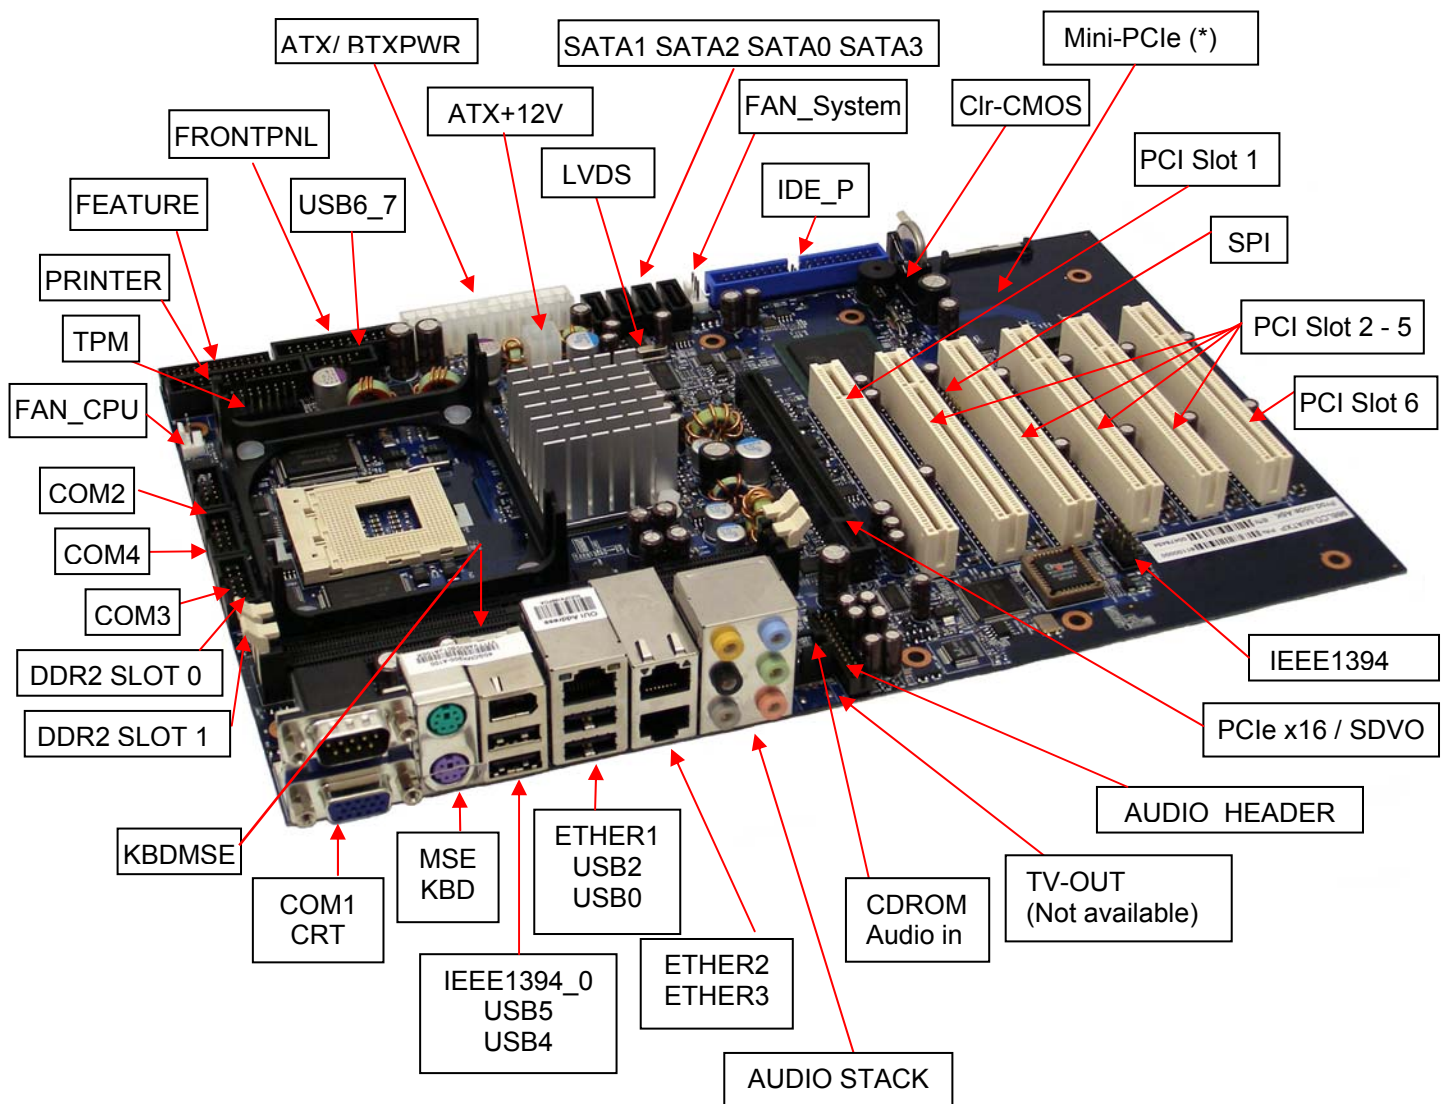 ATX/ BTXPWR
SATA1 SATA2 SATA0 SATA3
Mini-PCIe (*)
ATX+12V
FAN_System
Clr-CMOS
FRONTPNL
LVDS
IDE_P
PCI Slot 1
FEATURE
USB6_7
SPI
PRINTER
TPM
PCI Slot 2 - 5
FAN_CPU
PCI Slot 6
COM2
COM4
COM3
OUI Address
DDR2 SLOT 0
IEEE1394
DDR2 SLOT 1
PCIe x16 / SDVO
AUDIO HEADER
KBDMSE
MSE
KBD
ETHER1
USB2
USB0
COM1
CRT
CDROM
Audio in
TV-OUT
(Not available)
IEEE1394_0
USB5
USB4
ETHER2
ETHER3
AUDIO STACK